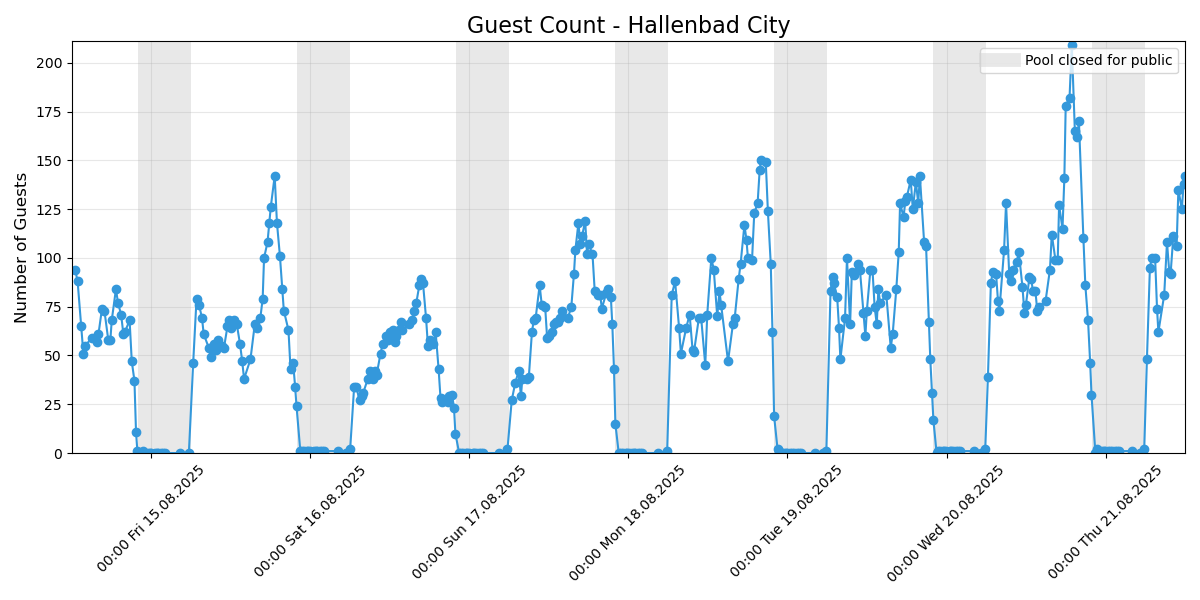 Guest Count - Hallenbad City
Pool closed for public
Number of Guests
200
175
150
125
100
75
50
25
0
00:00 Fri 15.08.2025
00:00 Sat 16.08.2025
00:00 Sun 17.08.2025
00:00 Mon 18.08.2025
00:00 Tue 19.08.2025
00:00 Wed 20.08.2025
00:00 Thu 21.08.2025